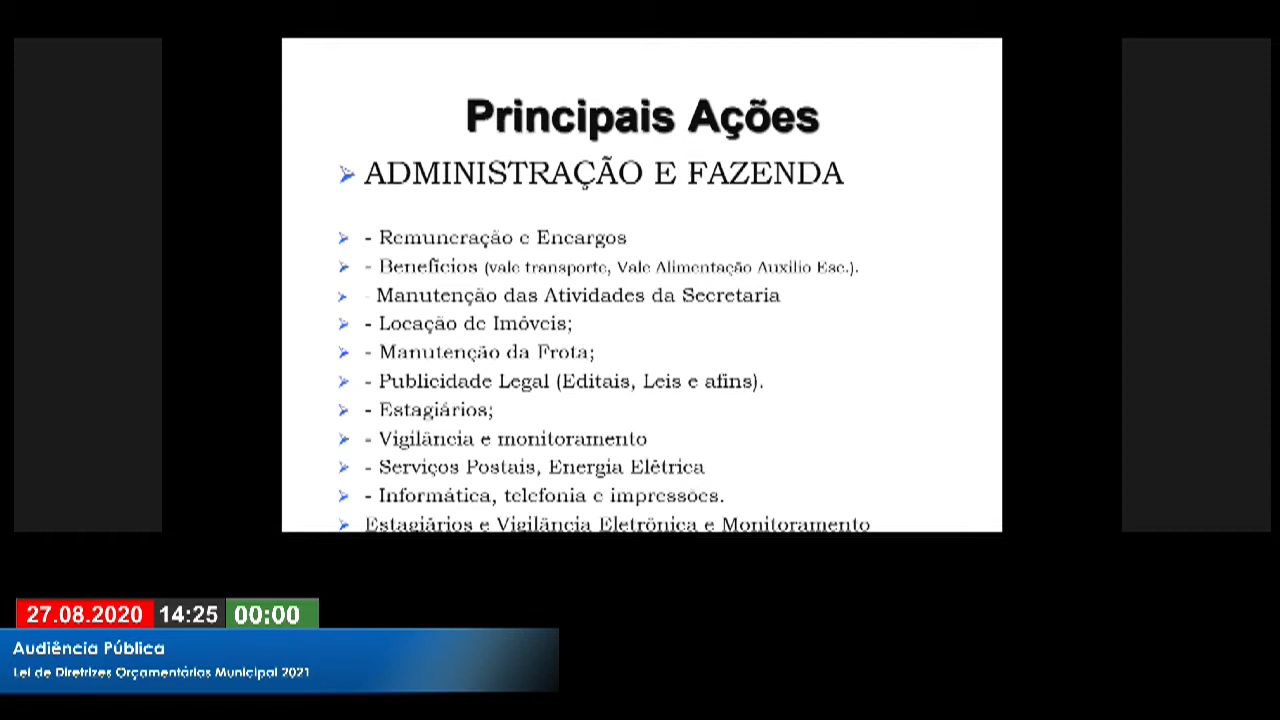 Principais Ações
ADMINISTRAÇÃO E FAZENDA
- Remuneração e Encargos
- Benefícios (vale transporte, Vale Alimentação Auxilio Esc.).
- Manutenção das Atividades da Secretaria
- Locação de Imóveis;
- Manutenção da Frota;
- Publicidade Legal (Editais, Leis e afins).
- Estagiários;
- Vigilância e monitoramento
- Serviços Postais, Energia Elétrica
- Informática, telefonia e impressões.
Estagiários e Vigilância Eletrônica e Monitoramento
27.08.2020 14:25 00:00
Audiência Pública
Lei de Diretrizes Orçamentárias Municipal 2021